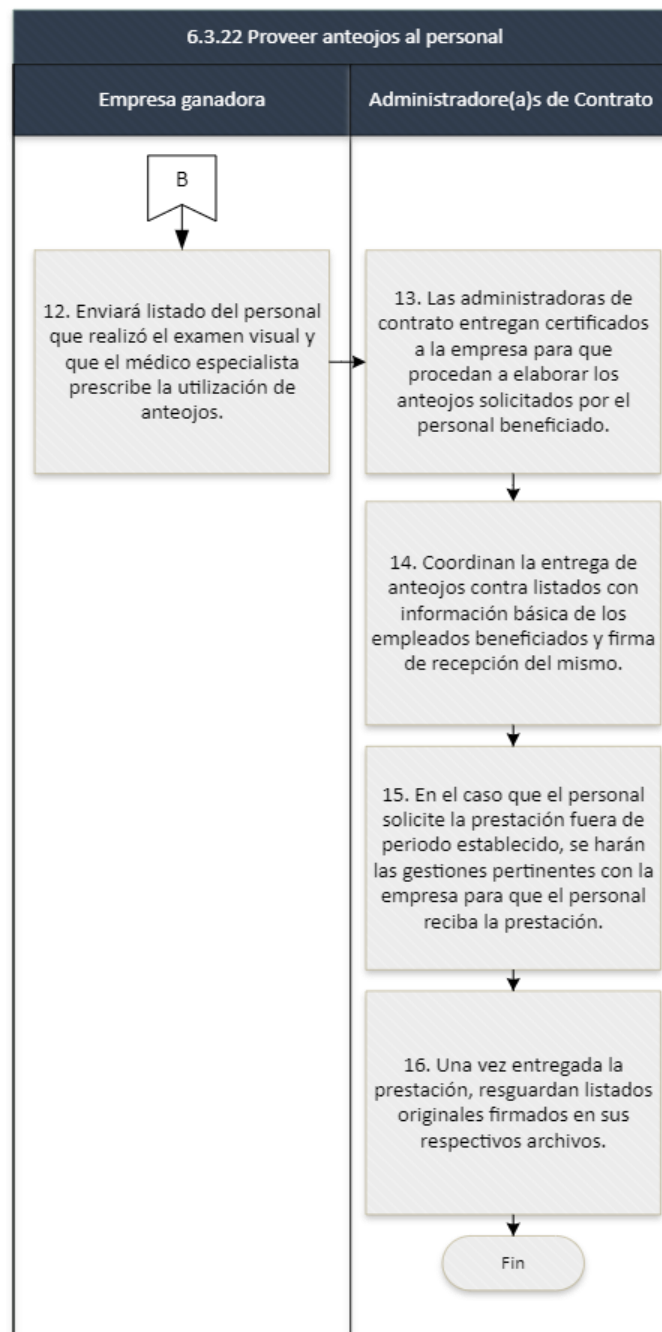 6.3.22 Proveer anteojos al personal
Empresa ganadora
Administradore(a)s de Contrato
B
12. Enviará listado del personal
que realizó el examen visual y
que el médico especialista
prescribe la utilización de
anteojos.
13. Las administradoras de
contrato entregan certificados
a la empresa para que
procedan a elaborar los
anteojos solicitados por el
personal beneficiado.
14. Coordinan la entrega de
anteojos contra listados con
información básica de los
empleados beneficiados y firma
de recepción del mismo.
15. En el caso que el personal
solicite la prestación fuera de
periodo establecido, se harán
las gestiones pertinentes con la
empresa para que el personal
reciba la prestación.
16. Una vez entregada la
prestación, resguardan listados
originales firmados en sus
respectivos archivos.
Fin